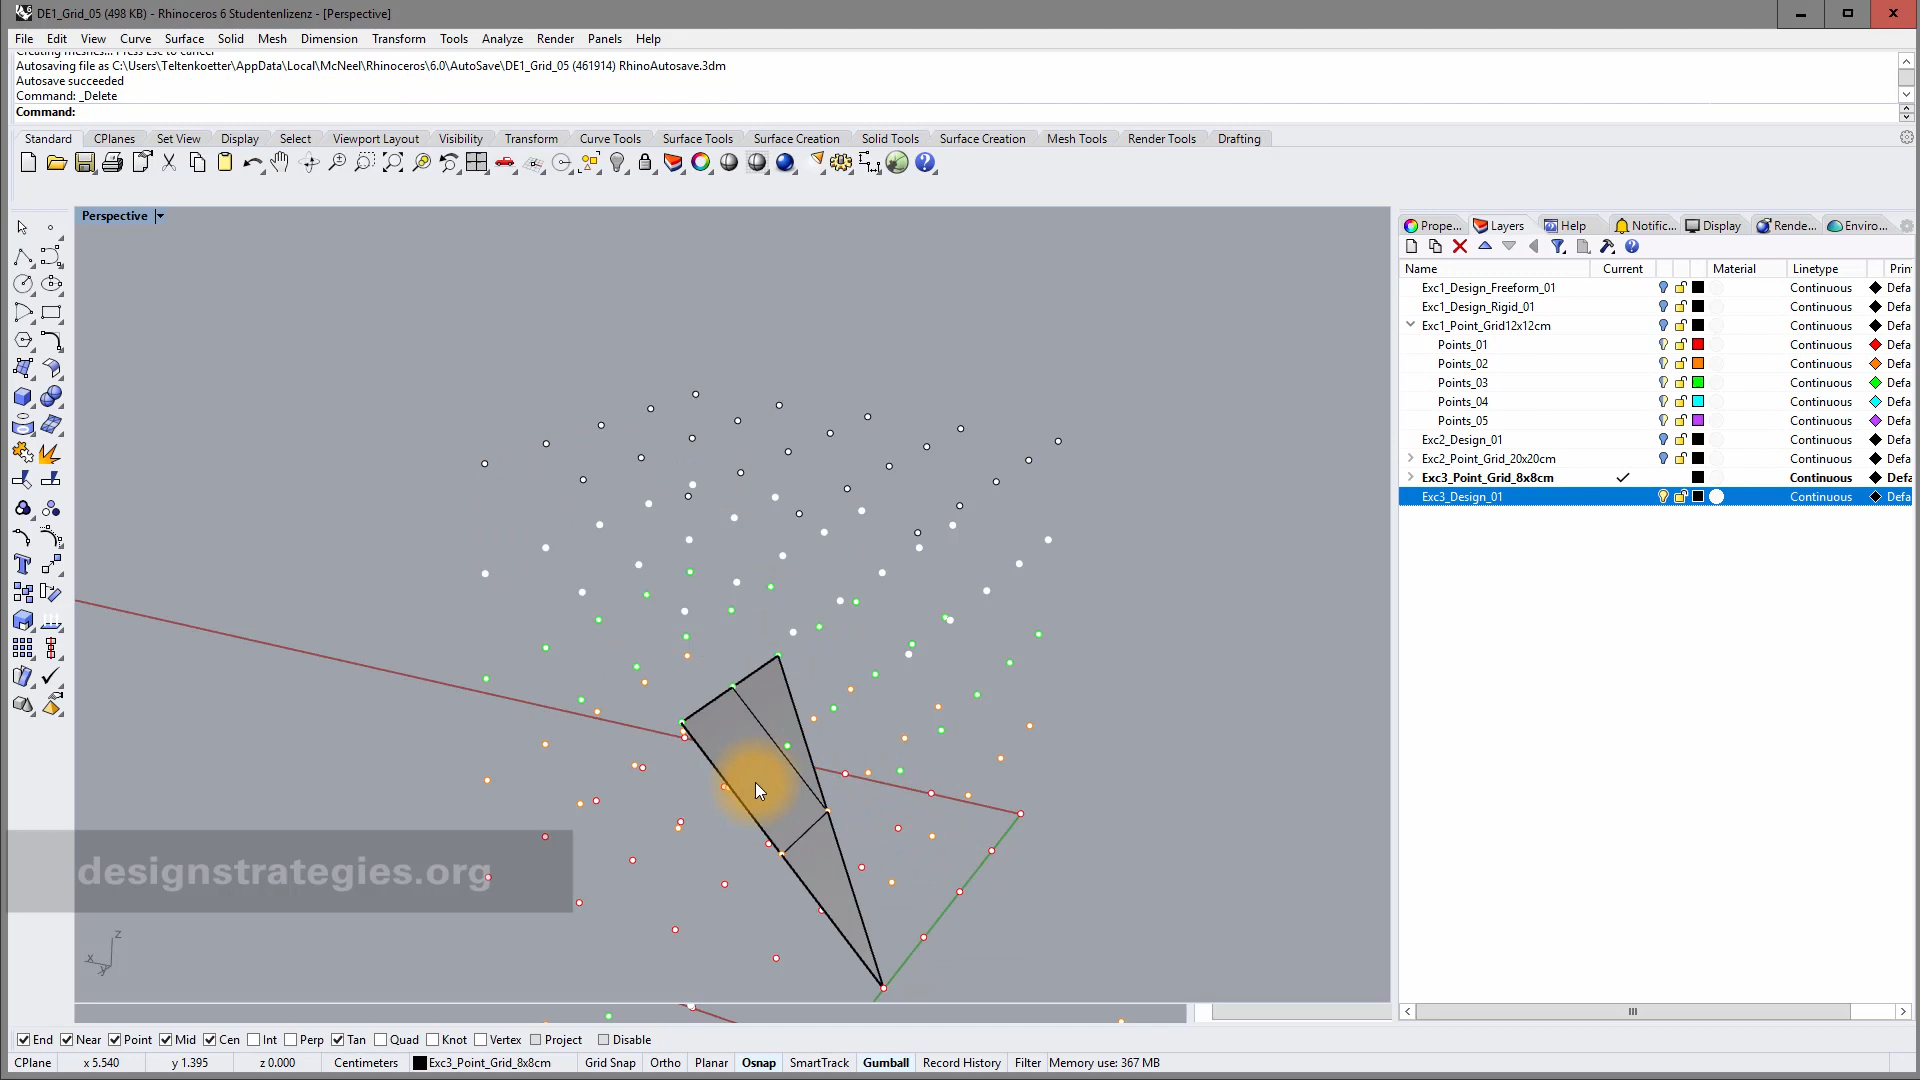 DE1_Grid_05 (498 KB) - Rhinoceros 6 Studentenlizenz - [Perspective]
File Edit View Curve Surface Solid Mesh Dimension Transform Tools Analyze Render Panels Help
Creating meshes... Press Esc to cancel
Autosaving file as C:\Users\Teltenkoetter\AppData\Local\McNeel\Rhinoceros\6.0\AutoSave\DE1_Grid_05 (461914) RhinoAutosave.3dm
Autosave succeeded
Command: _Delete
Command:
Standard CPlanes Set View Display Select Viewport Layout Visibility Transform Curve Tools Surface Tools Surface Creation Solid Tools Surface Creation Mesh Tools Render Tools Drafting
Perspective
Prope... Layers Help Notific... Display Rende... Enviro...
Name Current Material Linetype Prin
Exc1_Design_Freeform_01 Continuous Defa
Exc1_Design_Rigid_01 Continuous Defa
Exc1_Point_Grid12x12cm Continuous Defa
Points_01 Continuous Defa
Points_02 Continuous Defa
Points_03 Continuous Defa
Points_04 Continuous Defa
Points_05 Continuous Defa
Exc2_Design_01 Continuous Defa
Exc2_Point_Grid_20x20cm Continuous Defa
Exc3_Point_Grid_8x8cm Continuous Defa
Exc3_Design_01 Continuous Defa
designstrategies.org
z
x
y
End Near Point Mid Cen Int Perp Tan Quad Knot Vertex Project Disable
CPlane x 5.540 y 1.395 z 0.000 Centimeters Exc3_Point_Grid_8x8cm Grid Snap Ortho Planar Osnap SmartTrack Gumball Record History Filter Memory use: 367 MB